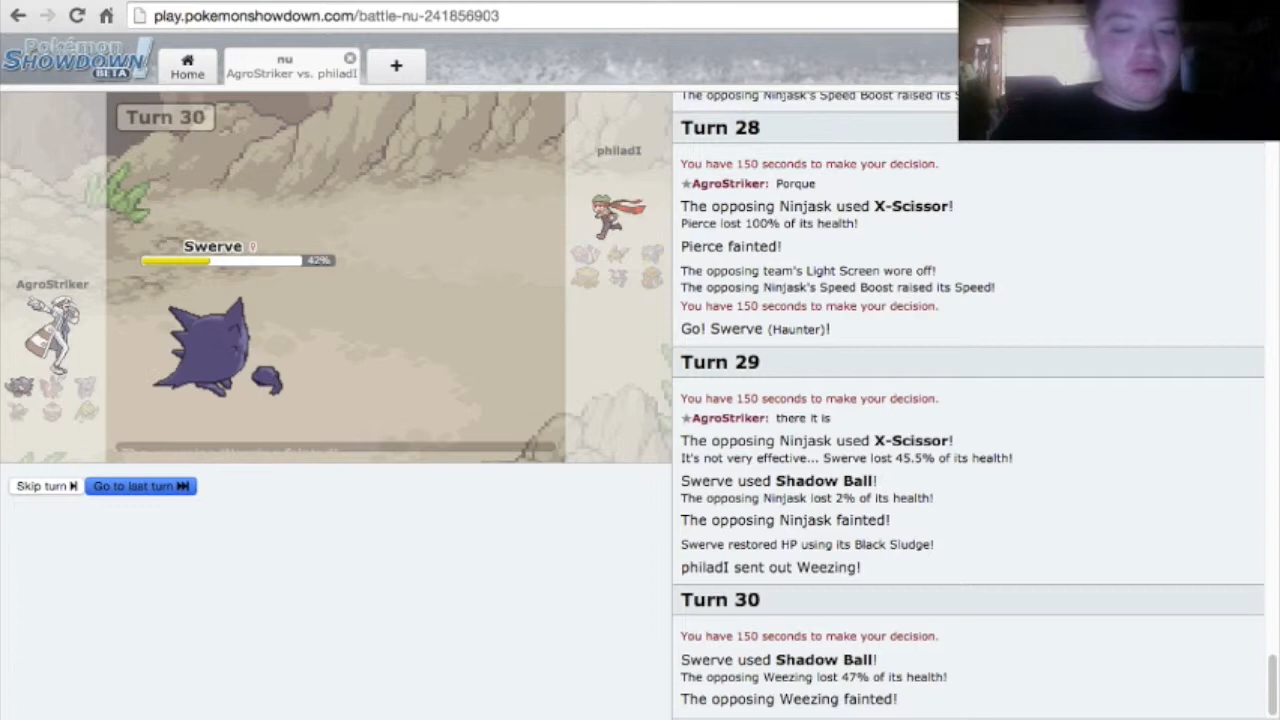 play.pokemonshowdown.com/battle-nu-241856903
Pokémon
SHOWDOWN!
BETA
Home
nu
AgroStriker vs. philadI
+
Turn 30
philadI
Swerve ♀
42%
AgroStriker
Skip turn
Go to last turn
The opposing Ninjask's Speed Boost raised its
Turn 28
You have 150 seconds to make your decision.
★AgroStriker: Porque
The opposing Ninjask used X-Scissor!
Pierce lost 100% of its health!
Pierce fainted!
The opposing team's Light Screen wore off!
The opposing Ninjask's Speed Boost raised its Speed!
You have 150 seconds to make your decision.
Go! Swerve (Haunter)!
Turn 29
You have 150 seconds to make your decision.
★AgroStriker: there it is
The opposing Ninjask used X-Scissor!
It's not very effective... Swerve lost 45.5% of its health!
Swerve used Shadow Ball!
The opposing Ninjask lost 2% of its health!
The opposing Ninjask fainted!
Swerve restored HP using its Black Sludge!
philadI sent out Weezing!
Turn 30
You have 150 seconds to make your decision.
Swerve used Shadow Ball!
The opposing Weezing lost 47% of its health!
The opposing Weezing fainted!